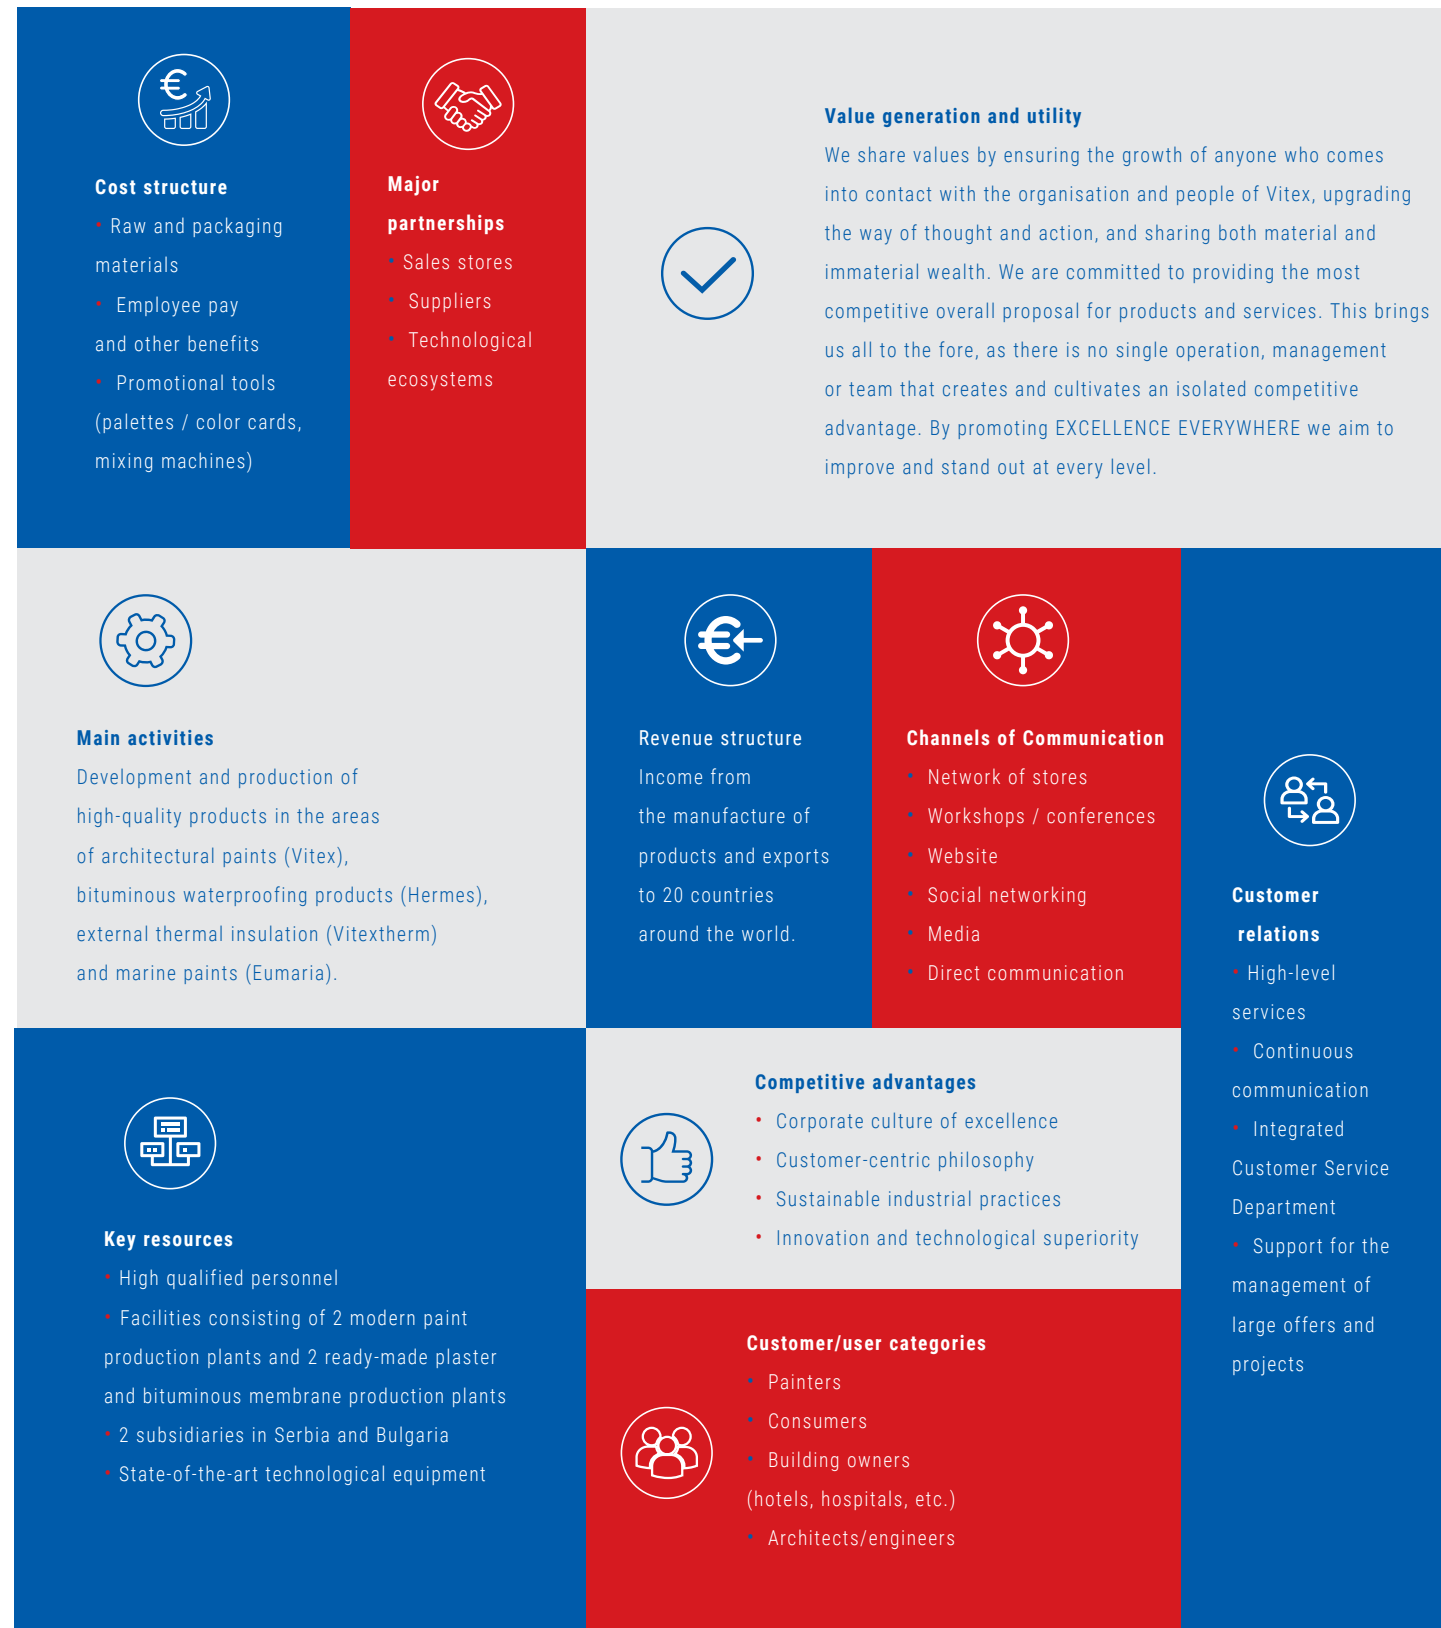 Cost structure
• Raw and packaging
materials
• Employee pay
and other benefits
• Promotional tools
(palettes / color cards,
mixing machines)
Major
partnerships
• Sales stores
• Suppliers
• Technological
ecosystems
Value generation and utility
We share values by ensuring the growth of anyone who comes
into contact with the organisation and people of Vitex, upgrading
the way of thought and action, and sharing both material and
immaterial wealth. We are committed to providing the most
competitive overall proposal for products and services. This brings
us all to the fore, as there is no single operation, management
or team that creates and cultivates an isolated competitive
advantage. By promoting EXCELLENCE EVERYWHERE we aim to
improve and stand out at every level.
Main activities
Development and production of
high-quality products in the areas
of architectural paints (Vitex),
bituminous waterproofing products (Hermes),
external thermal insulation (Vitextherm)
and marine paints (Eumaria).
Revenue structure
Income from
the manufacture of
products and exports
to 20 countries
around the world.
Channels of Communication
• Network of stores
• Workshops / conferences
• Website
• Social networking
• Media
• Direct communication
Customer
relations
• High-level
services
• Continuous
communication
• Integrated
Customer Service
Department
• Support for the
management of
large offers and
projects
Key resources
• High qualified personnel
• Facilities consisting of 2 modern paint
production plants and 2 ready-made plaster
and bituminous membrane production plants
• 2 subsidiaries in Serbia and Bulgaria
• State-of-the-art technological equipment
Competitive advantages
• Corporate culture of excellence
• Customer-centric philosophy
• Sustainable industrial practices
• Innovation and technological superiority
Customer/user categories
• Painters
• Consumers
• Building owners
(hotels, hospitals, etc.)
• Architects/engineers